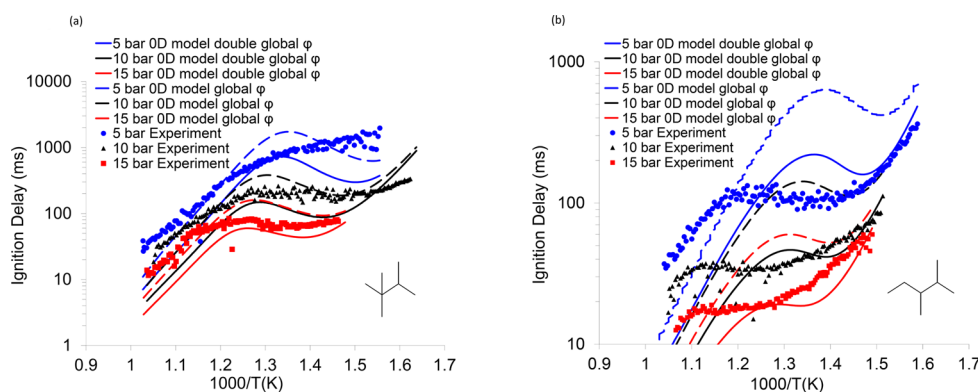 (a)
5 bar 0D model double global φ
10 bar 0D model double global φ
15 bar 0D model double global φ
5 bar 0D model global φ
10 bar 0D model global φ
15 bar 0D model global φ
5 bar Experiment
10 bar Experiment
15 bar Experiment
10000
1000
100
10
1
Ignition Delay (ms)
0.9 1 1.1 1.2 1.3 1.4 1.5 1.6 1.7
1000/T(K)
(b)
5 bar 0D model double global φ
10 bar 0D model double global φ
15 bar 0D model double global φ
5 bar 0D model global φ
10 bar 0D model global φ
15 bar 0D model global φ
5 bar Experiment
10 bar Experiment
15 bar Experiment
1000
100
10
Ignition Delay (ms)
0.9 1 1.1 1.2 1.3 1.4 1.5 1.6 1.7
1000/T(K)